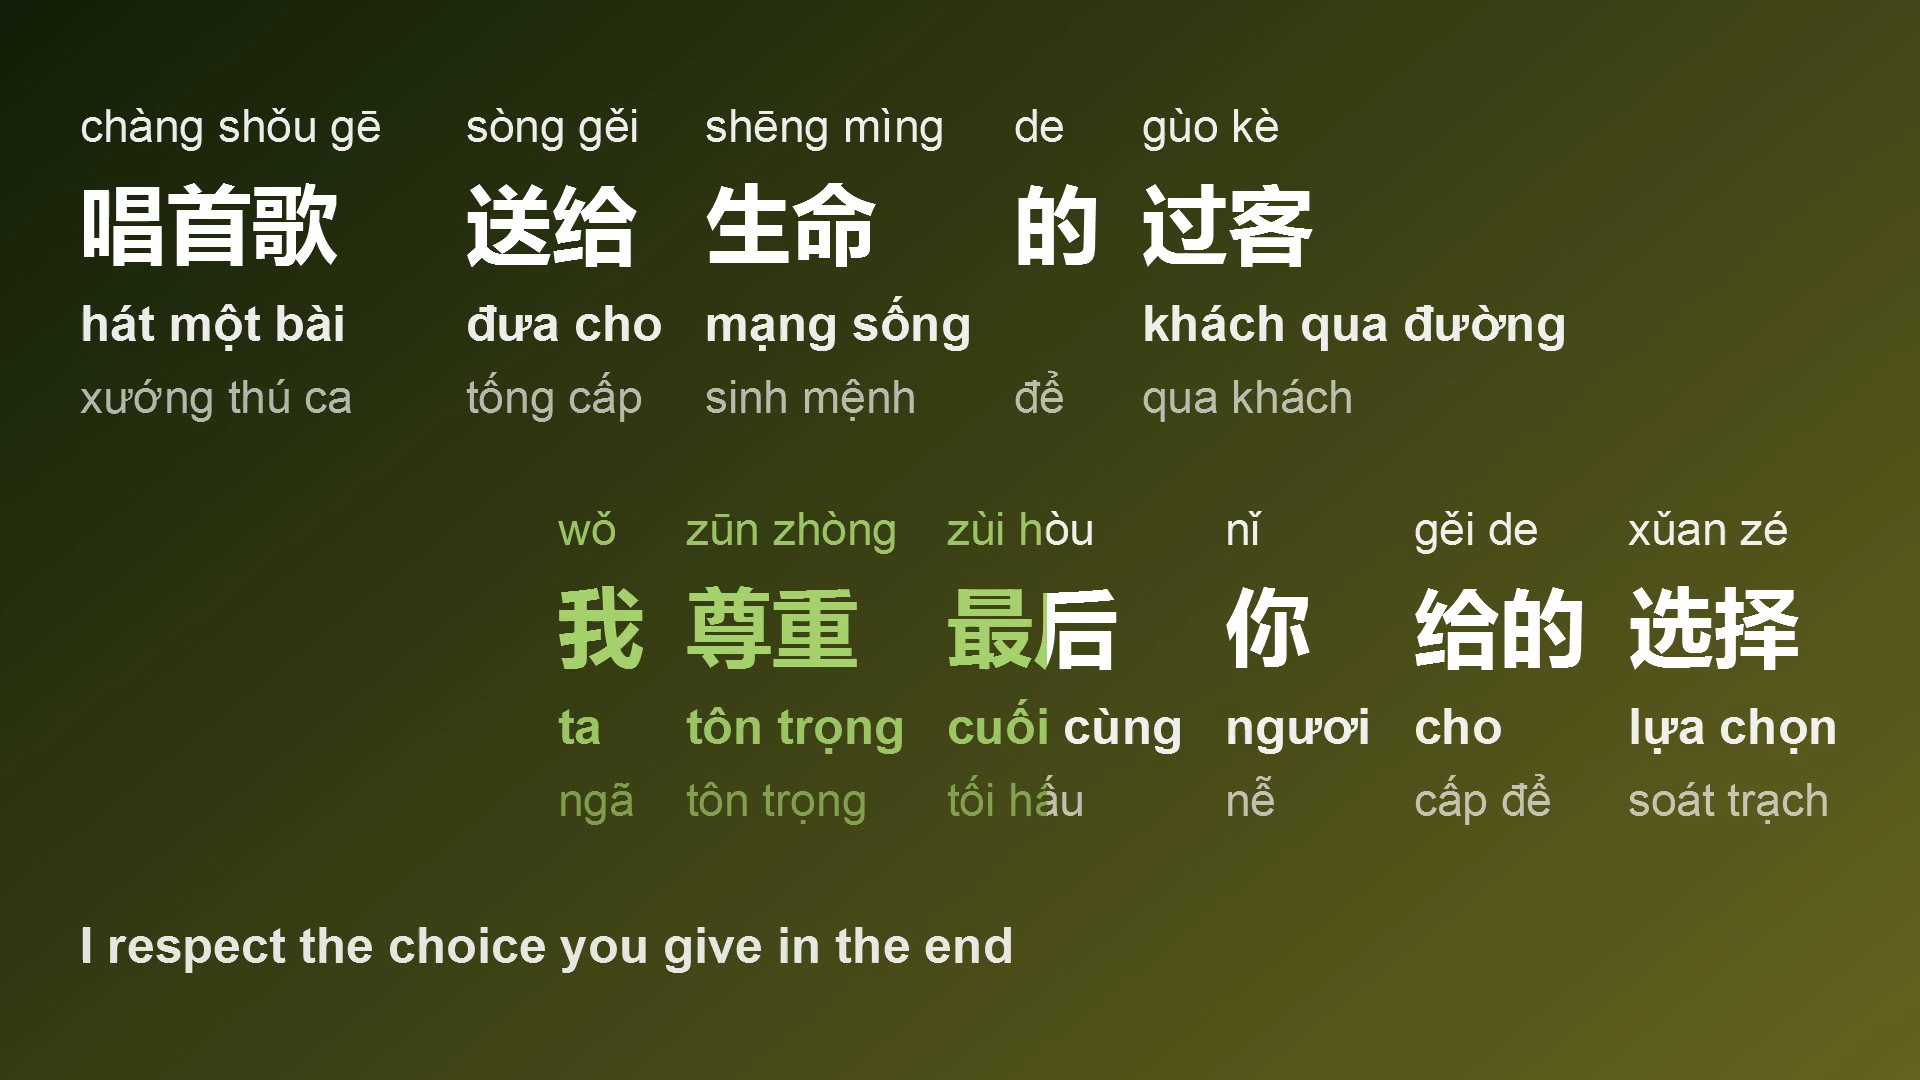 chàng shǒu gē sòng gěi shēng mìng de gùo kè
唱首歌 送给 生命 的 过客
hát một bài đưa cho mạng sống khách qua đường
xướng thú ca tống cấp sinh mệnh để qua khách
wǒ zūn zhòng zùi hòu nǐ gěi de xǔan zé
我 尊重 最后 你 给的 选择
ta tôn trọng cuối cùng ngươi cho lựa chọn
ngã tôn trọng tối hấu nễ cấp để soát trạch
I respect the choice you give in the end